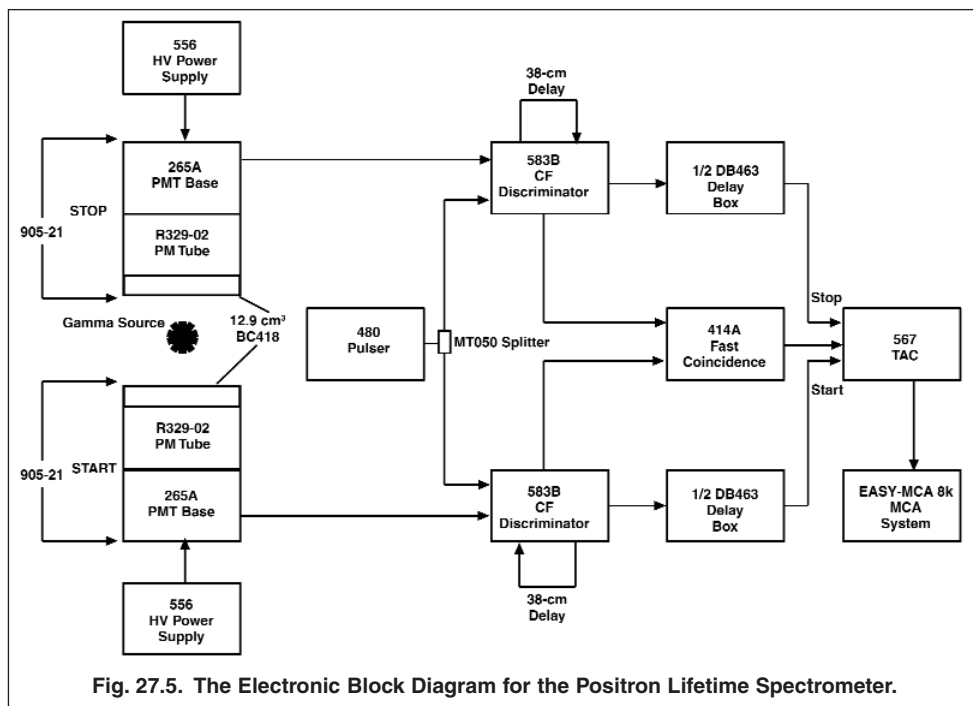 556
HV Power
Supply
38-cm
Delay
265A
PMT Base
583B
CF
Discriminator
1/2 DB463
Delay
Box
STOP
905-21
R329-02
PM Tube
Stop
Gamma Source
12.9 cm³
BC418
480
Pulser
MT050 Splitter
414A
Fast
Coincidence
567
TAC
Start
R329-02
PM Tube
905-21
START
265A
PMT Base
583B
CF
Discriminator
1/2 DB463
Delay
Box
EASY-MCA 8k
MCA
System
38-cm
Delay
556
HV Power
Supply
Fig. 27.5. The Electronic Block Diagram for the Positron Lifetime Spectrometer.